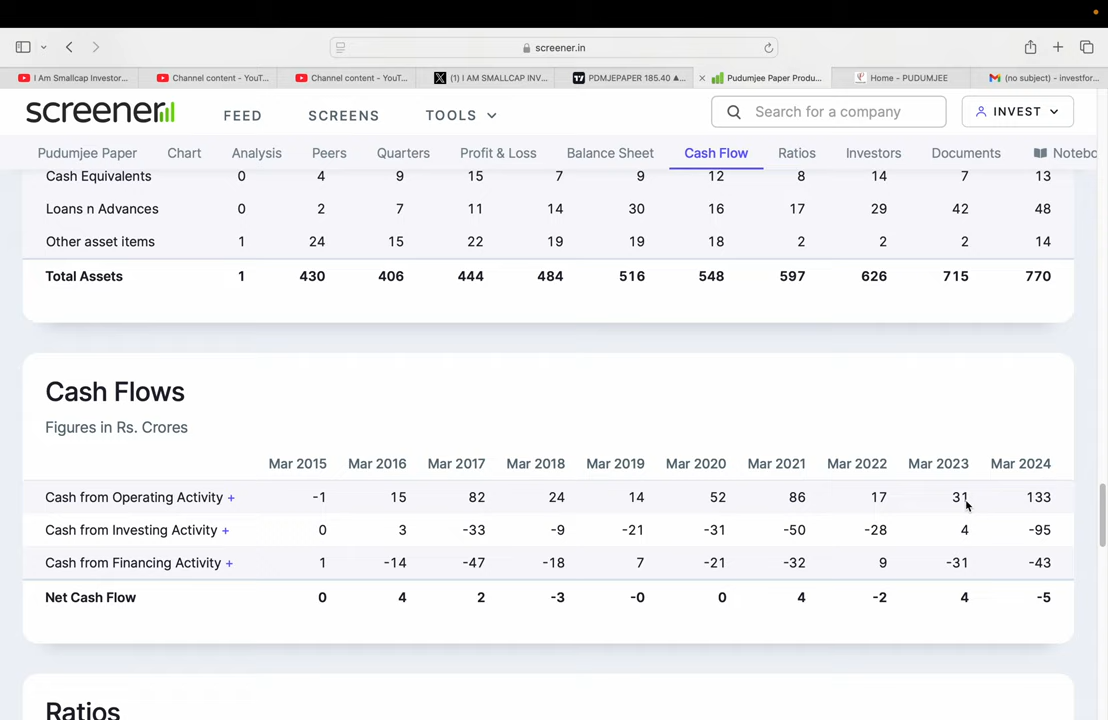 screener.in
I Am Smallcap Investor...
Channel content - YouT...
Channel content - YouT...
(1) I AM SMALLCAP INV...
PDMJEPAPER 185.40 ▲...
Pudumjee Paper Produ...
Home - PUDUMJEE
(no subject) - investfor...
screener
FEED SCREENS TOOLS
Search for a company
INVEST
Pudumjee Paper Chart Analysis Peers Quarters Profit & Loss Balance Sheet Cash Flow Ratios Investors Documents Notebo
Cash Equivalents 0 4 9 15 7 9 12 8 14 7 13
Loans n Advances 0 2 7 11 14 30 16 17 29 42 48
Other asset items 1 24 15 22 19 19 18 2 2 2 14
Total Assets 1 430 406 444 484 516 548 597 626 715 770
Cash Flows
Figures in Rs. Crores
Mar 2015 Mar 2016 Mar 2017 Mar 2018 Mar 2019 Mar 2020 Mar 2021 Mar 2022 Mar 2023 Mar 2024
Cash from Operating Activity + -1 15 82 24 14 52 86 17 31 133
Cash from Investing Activity + 0 3 -33 -9 -21 -31 -50 -28 4 -95
Cash from Financing Activity + 1 -14 -47 -18 7 -21 -32 9 -31 -43
Net Cash Flow 0 4 2 -3 -0 0 4 -2 4 -5
Ratios